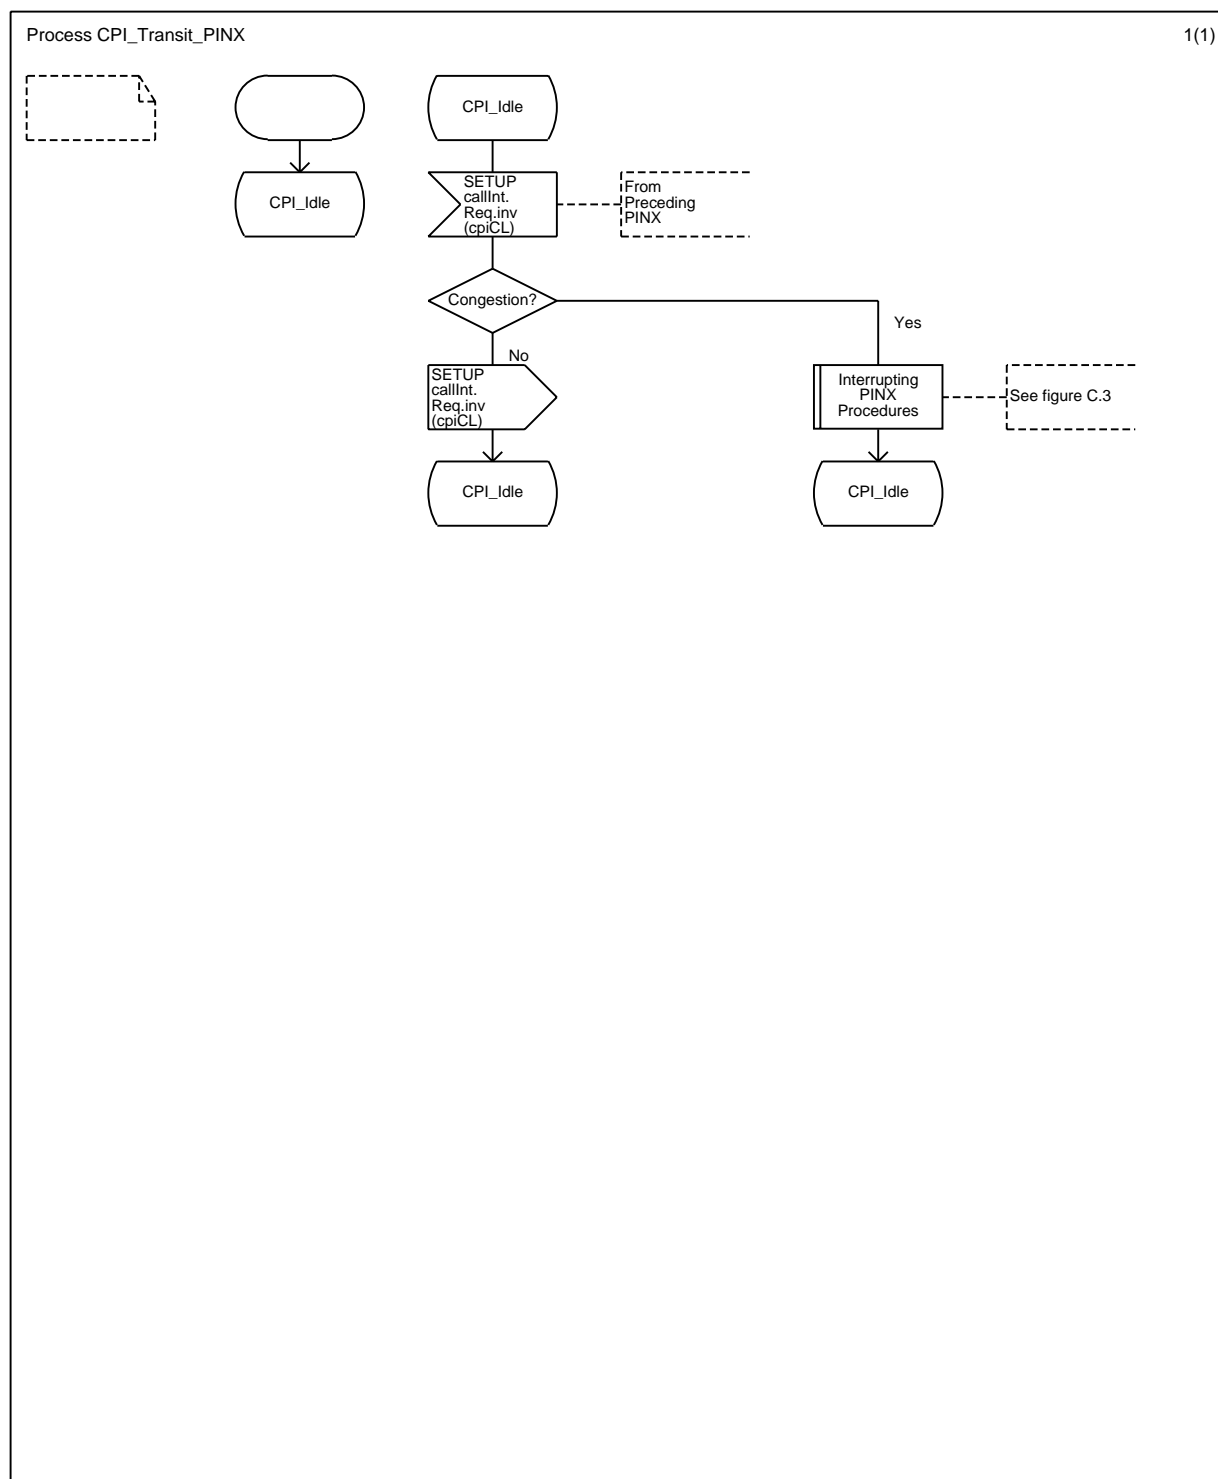 Process CPI_Transit_PINX
1(1)
CPI_Idle
CPI_Idle
SETUP
callInt.
Req.inv
(cpiCL)
From
Preceding
PINX
Congestion?
Yes
No
SETUP
callInt.
Req.inv
(cpiCL)
Interrupting
PINX
Procedures
See figure C.3
CPI_Idle
CPI_Idle